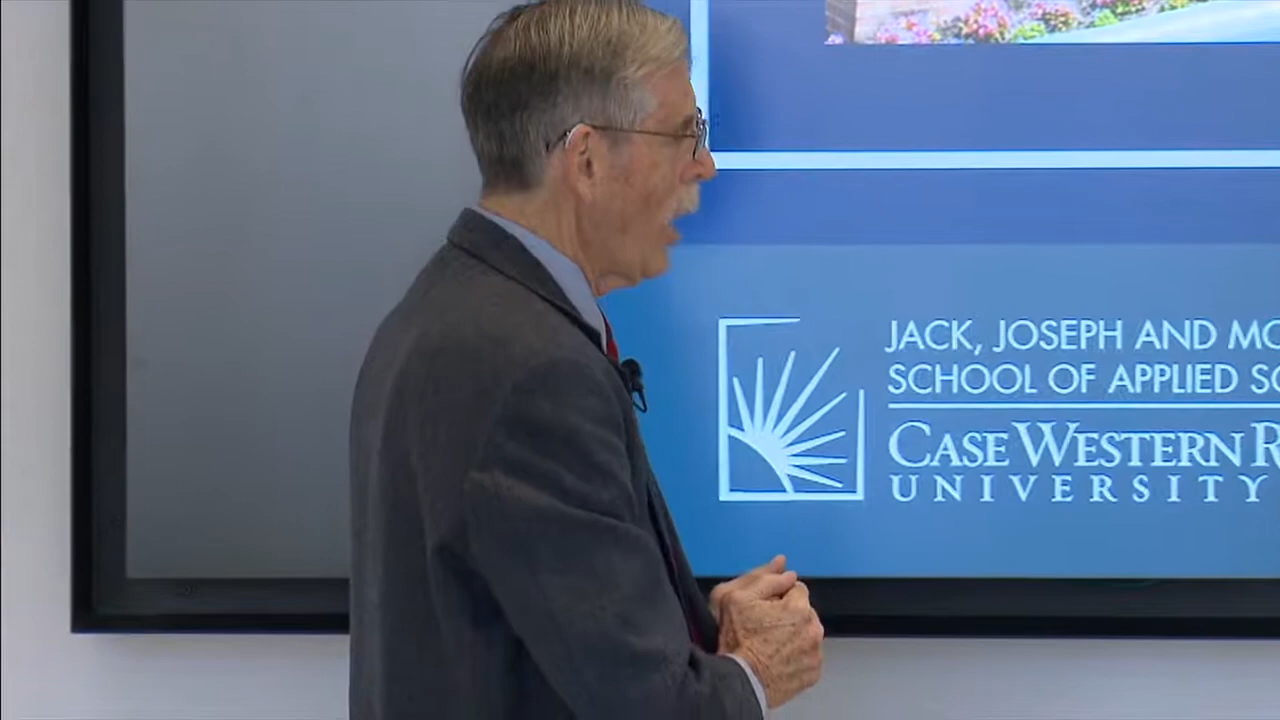 JACK, JOSEPH AND MO
SCHOOL OF APPLIED SC
CASE WESTERN R
UNIVERSITY